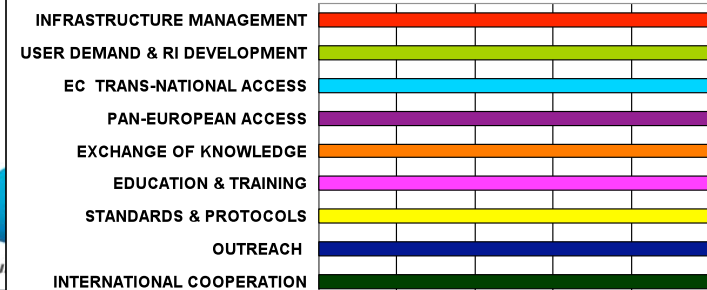 INFRASTRUCTURE MANAGEMENT
USER DEMAND & RI DEVELOPMENT
EC TRANS-NATIONAL ACCESS
PAN-EUROPEAN ACCESS
EXCHANGE OF KNOWLEDGE
EDUCATION & TRAINING
STANDARDS & PROTOCOLS
OUTREACH
INTERNATIONAL COOPERATION